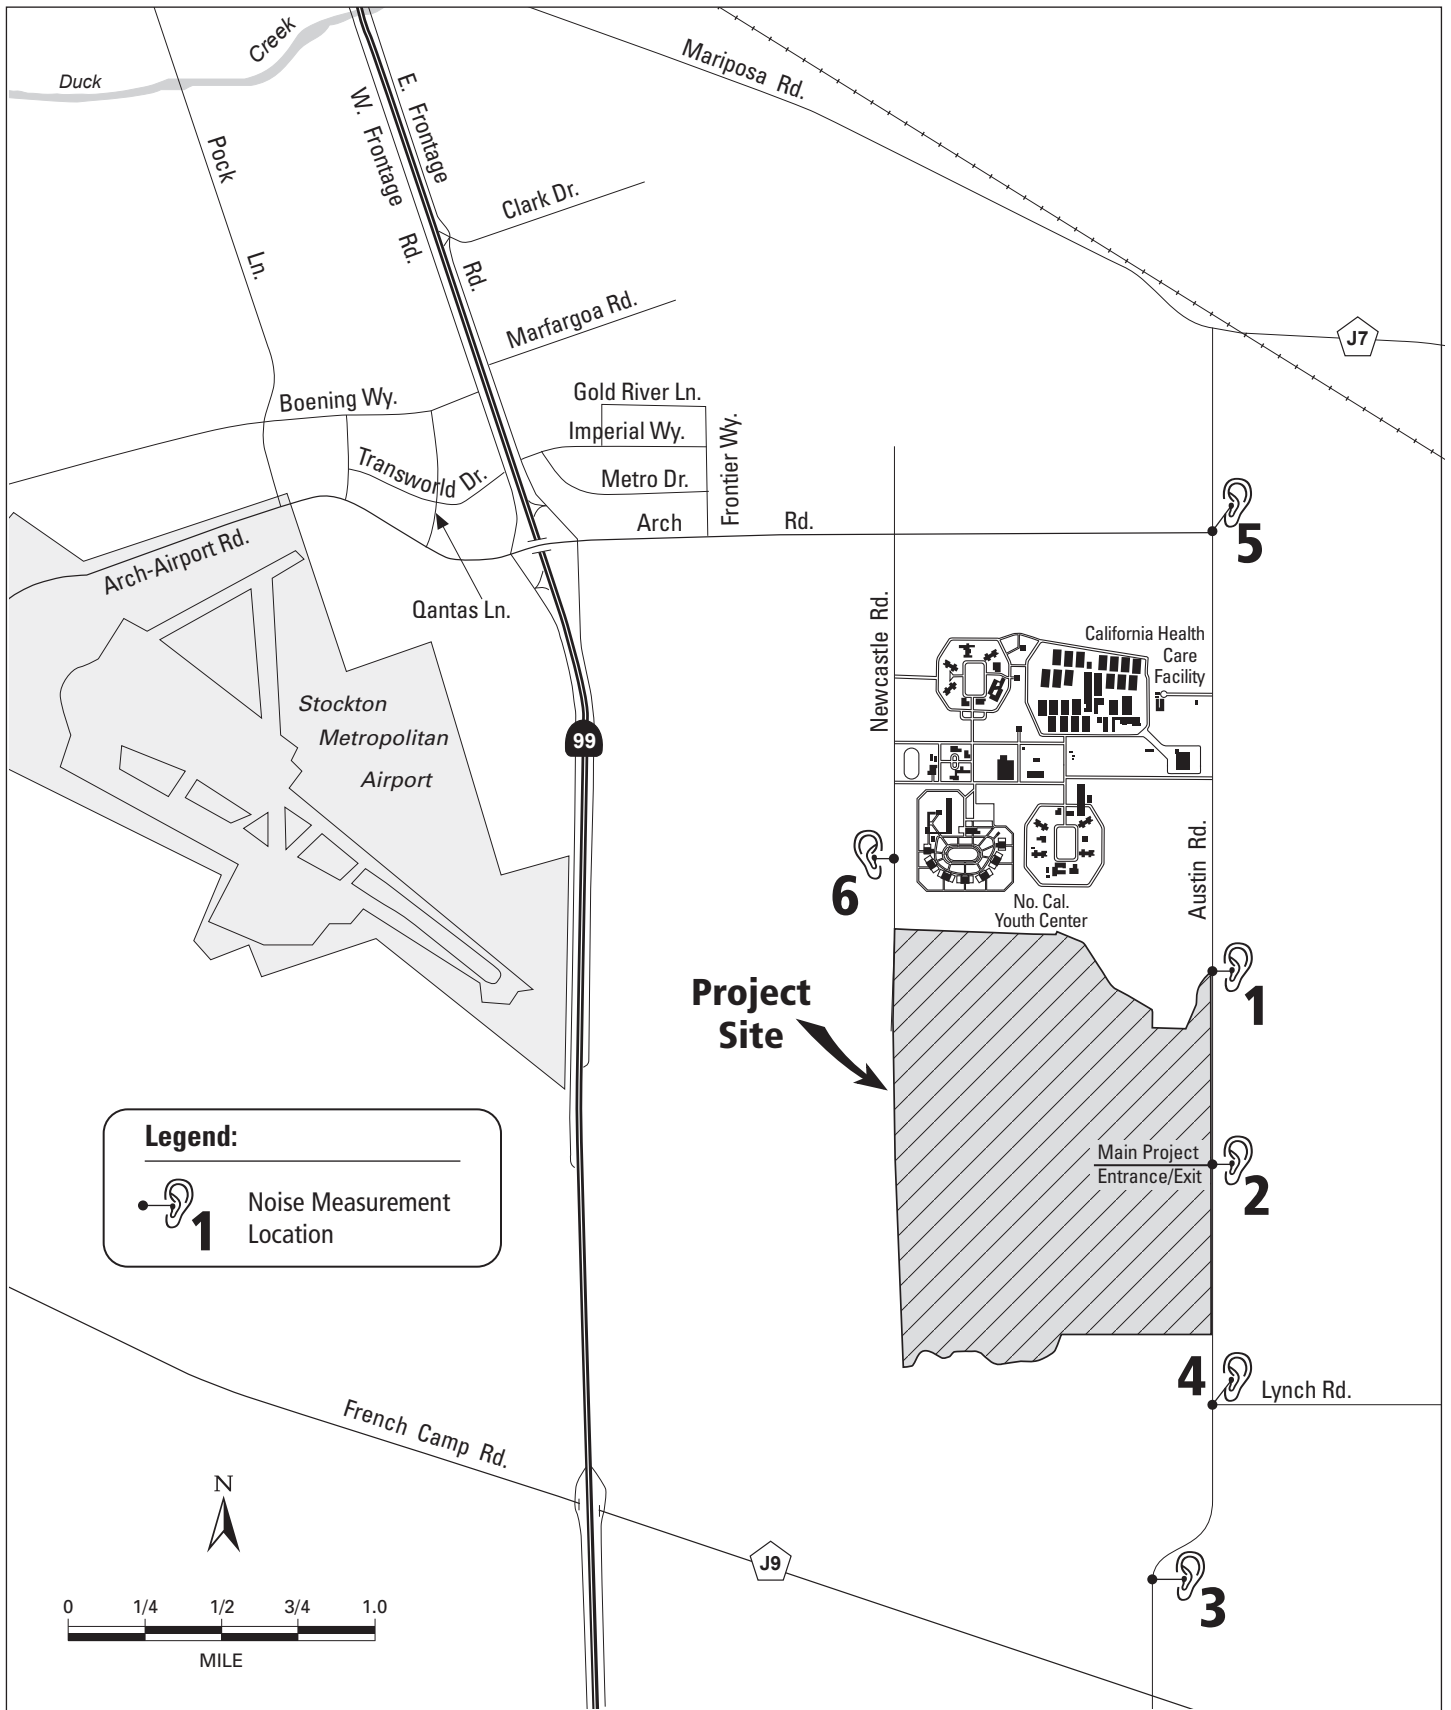 Creek
Duck
Mariposa Rd.
E. Frontage Rd.
W. Frontage Rd.
Pock Ln.
Clark Dr.
Marfargoa Rd.
J7
Boening Wy.
Gold River Ln.
Imperial Wy.
Transworld Dr.
Metro Dr.
Frontier Wy.
Arch Rd.
5
Arch-Airport Rd.
Qantas Ln.
Newcastle Rd.
California Health
Care
Facility
Stockton
Metropolitan
Airport
99
Austin Rd.
6
No. Cal.
Youth Center
Project
Site
1
Main Project
Entrance/Exit
2
Legend:
1
Noise Measurement
Location
4
Lynch Rd.
French Camp Rd.
N
J9
3
0 1/4 1/2 3/4 1.0
MILE